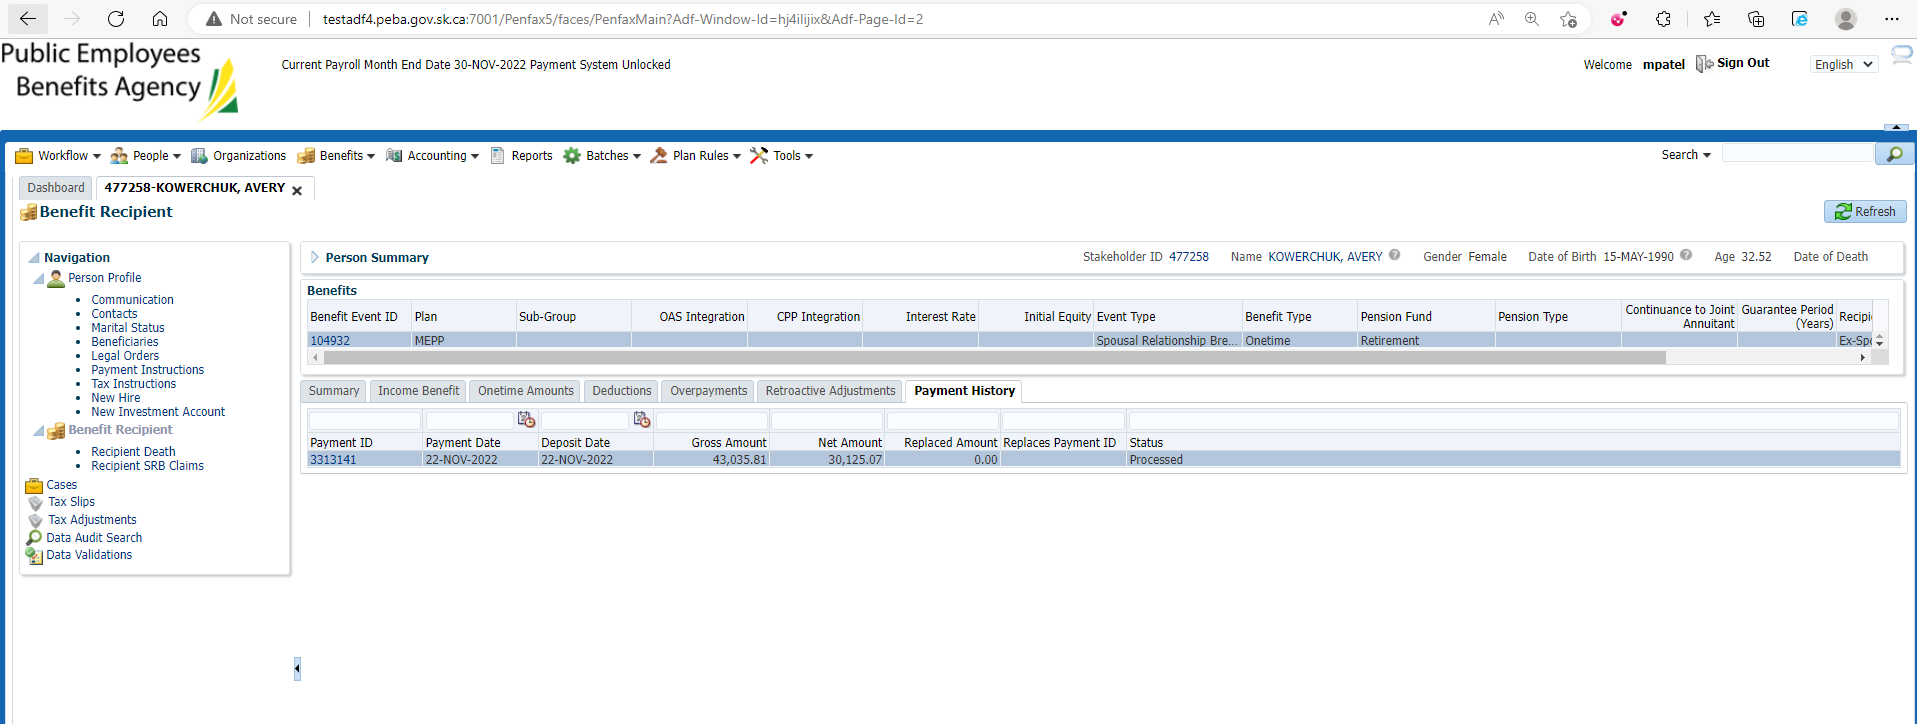 Not secure testadf4.peba.gov.sk.ca:7001/Penfax5/faces/PenfaxMain?Adf-Window-Id=hj4ilijix&Adf-Page-Id=2
Public Employees
Benefits Agency
Current Payroll Month End Date 30-NOV-2022 Payment System Unlocked
Welcome mpatel Sign Out English
Workflow People Organizations Benefits Accounting Reports Batches Plan Rules Tools Search
Dashboard 477258-KOWERCHUK, AVERY
Benefit Recipient
Refresh
Navigation
Person Profile
Communication
Contacts
Marital Status
Beneficiaries
Legal Orders
Payment Instructions
Tax Instructions
New Hire
New Investment Account
Benefit Recipient
Recipient Death
Recipient SRB Claims
Cases
Tax Slips
Tax Adjustments
Data Audit Search
Data Validations
Person Summary Stakeholder ID 477258 Name KOWERCHUK, AVERY Gender Female Date of Birth 15-MAY-1990 Age 32.52 Date of Death
Benefits
Benefit Event ID Plan Sub-Group OAS Integration CPP Integration Interest Rate Initial Equity Event Type Benefit Type Pension Fund Pension Type Continuance to Joint Annuitant Guarantee Period (Years) Recipi
104932 MEPP Spousal Relationship Bre... Onetime Retirement Ex-Spo
Summary Income Benefit Onetime Amounts Deductions Overpayments Retroactive Adjustments Payment History
Payment ID Payment Date Deposit Date Gross Amount Net Amount Replaced Amount Replaces Payment ID Status
3313141 22-NOV-2022 22-NOV-2022 43,035.81 30,125.07 0.00 Processed